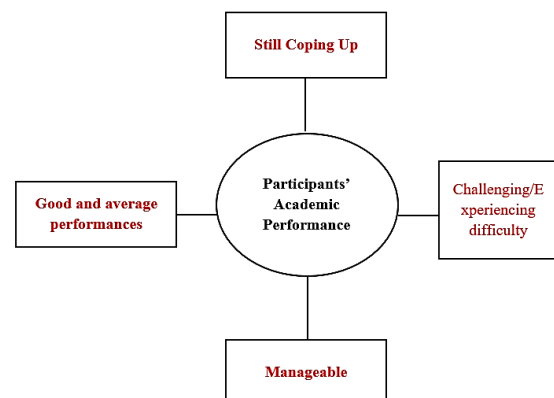 Still Coping Up
Good and average
performances
Participants’
Academic
Performance
Challenging/E
xperiencing
difficulty
Manageable